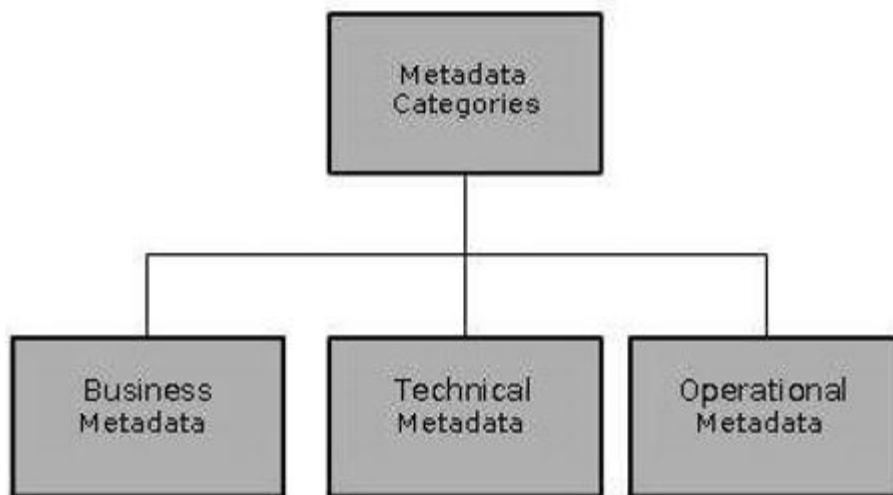 Metadata
Categories
Business
Metadata
Technical
Metadata
Operational
Metadata